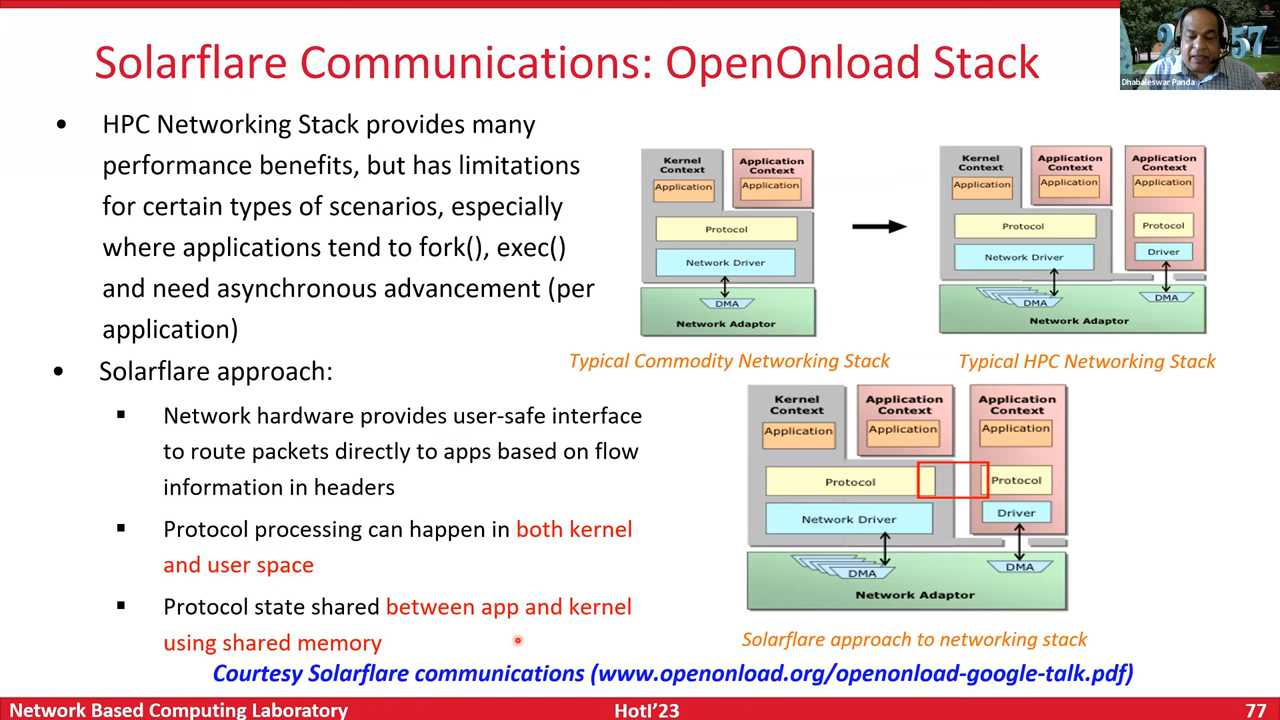 Solarflare Communications: OpenOnload Stack
57
Dhabaleswar Panda
• HPC Networking Stack provides many
performance benefits, but has limitations
for certain types of scenarios, especially
where applications tend to fork(), exec()
and need asynchronous advancement (per
application)
• Solarflare approach:
▪ Network hardware provides user-safe interface
to route packets directly to apps based on flow
information in headers
▪ Protocol processing can happen in both kernel
and user space
▪ Protocol state shared between app and kernel
using shared memory
Kernel
Context
Application
Application
Context
Application
Protocol
Network Driver
DMA
Network Adaptor
Typical Commodity Networking Stack
Kernel
Context
Application
Application
Context
Application
Application
Context
Application
Protocol
Protocol
Network Driver
Driver
DMA
DMA
Network Adaptor
Typical HPC Networking Stack
Kernel
Context
Application
Application
Context
Application
Application
Context
Application
Protocol
Protocol
Network Driver
Driver
DMA
DMA
Network Adaptor
Solarflare approach to networking stack
Courtesy Solarflare communications (www.openonload.org/openonload-google-talk.pdf)
Network Based Computing Laboratory
HotI'23
77